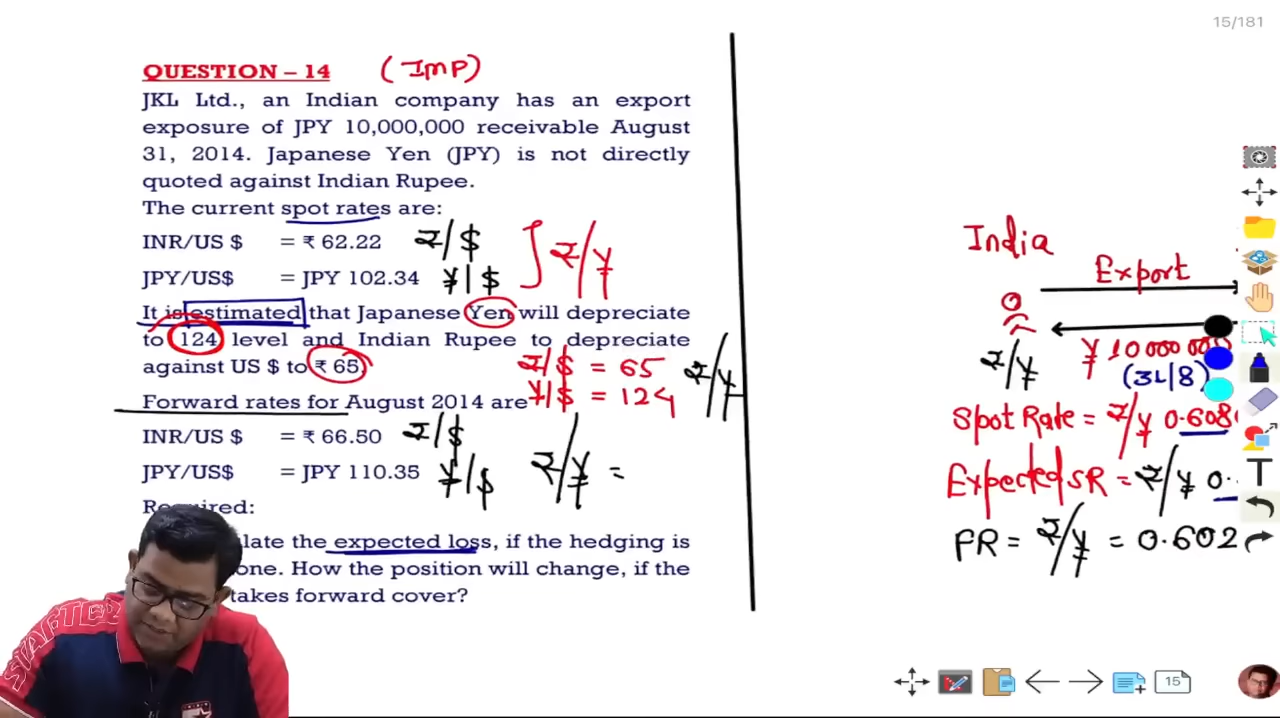 15/181
QUESTION – 14 (IMP)
JKL Ltd., an Indian company has an export
exposure of JPY 10,000,000 receivable August
31, 2014. Japanese Yen (JPY) is not directly
quoted against Indian Rupee.
The current spot rates are:
INR/US $ = ₹ 62.22 ₹/$
JPY/US$ = JPY 102.34 ¥/$
₹/¥
It is estimated that Japanese Yen will depreciate
to 124 level and Indian Rupee to depreciate
against US $ to ₹ 65.
₹/$ = 65
¥/$ = 124
₹/¥
Forward rates for August 2014 are
INR/US $ = ₹ 66.50 ₹/$
JPY/US$ = JPY 110.35 ¥/$
₹/¥ =
Required:
the expected loss, if the hedging is
How the position will change, if the
takes forward cover?
India
Export
₹/¥
(31/8)
Spot Rate = ₹/¥ 0.608
Expected SR = ₹/¥ 0.
FR = ₹/¥ = 0.602
T
15
STARTER